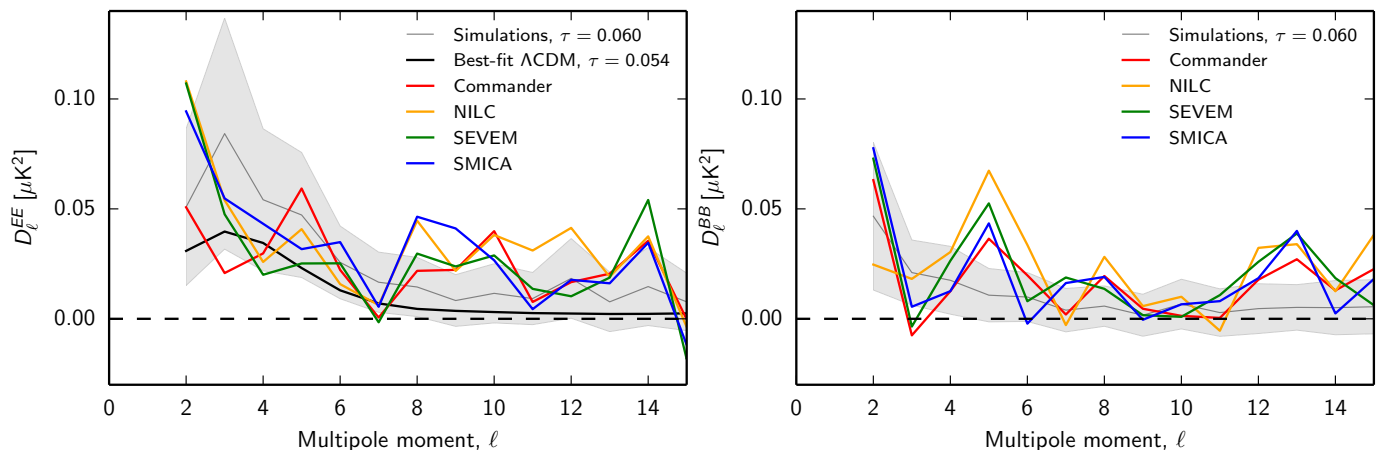 Simulations, τ = 0.060
Best-fit ΛCDM, τ = 0.054
Commander
NILC
SEVEM
SMICA
0.10
0.05
0.00
D_ℓ^{EE} [μK²]
0 2 4 6 8 10 12 14
Multipole moment, ℓ
Simulations, τ = 0.060
Commander
NILC
SEVEM
SMICA
0.10
0.05
0.00
D_ℓ^{BB} [μK²]
0 2 4 6 8 10 12 14
Multipole moment, ℓ